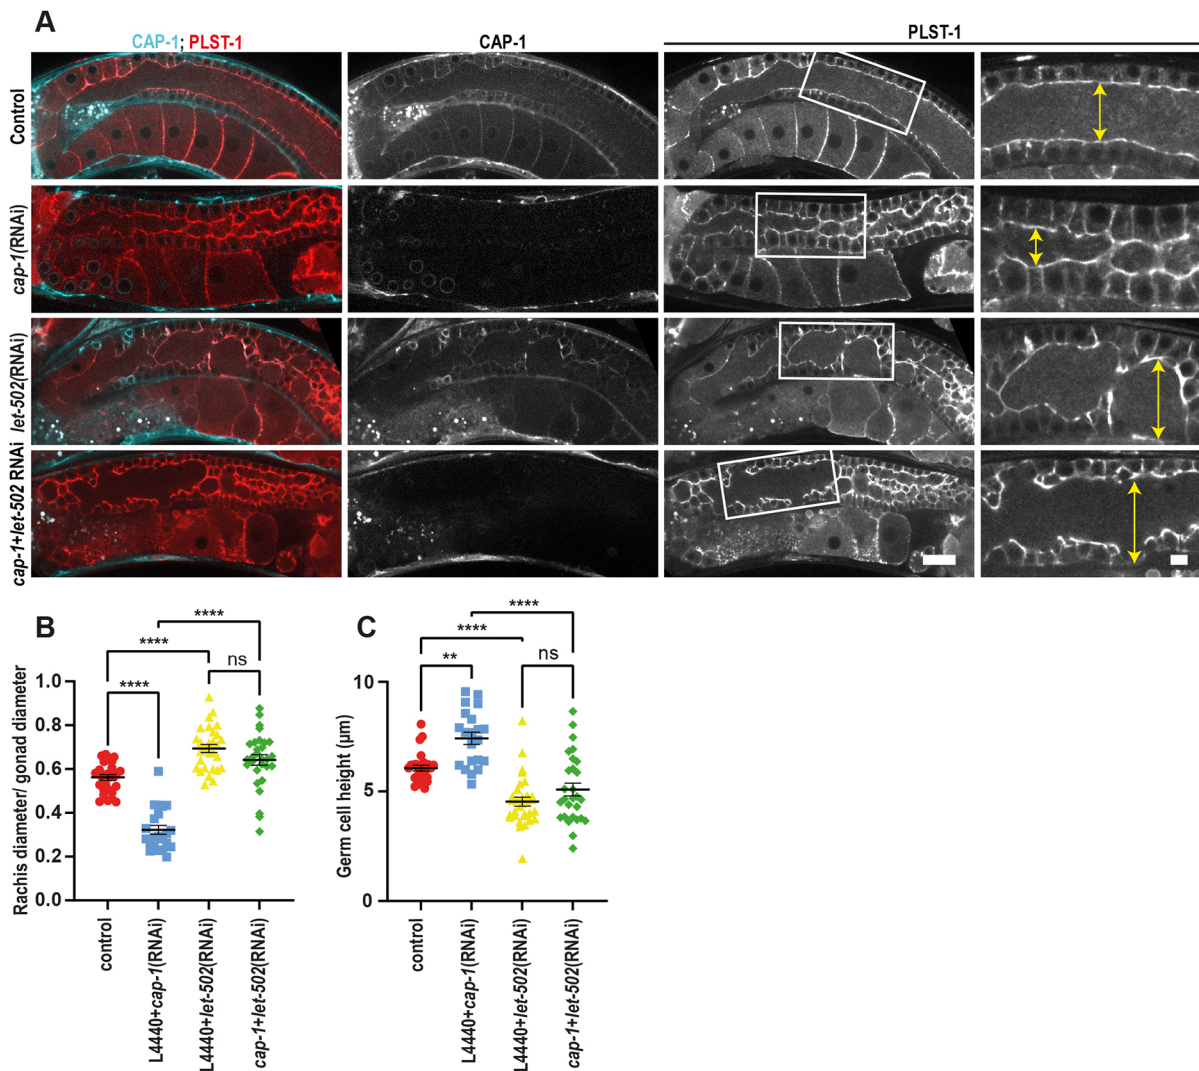 A
CAP-1; PLST-1
CAP-1
PLST-1
Control
cap-1(RNAi)
let-502(RNAi)
cap-1+let-502 RNAi
B
Rachis diameter/ gonad diameter
1.0
0.8
0.6
0.4
0.2
0.0
****
****
****
ns
control
L4440+cap-1(RNAi)
L4440+let-502(RNAi)
cap-1+let-502(RNAi)
C
Germ cell height (µm)
10
5
0
****
****
**
ns
control
L4440+cap-1(RNAi)
L4440+let-502(RNAi)
cap-1+let-502(RNAi)